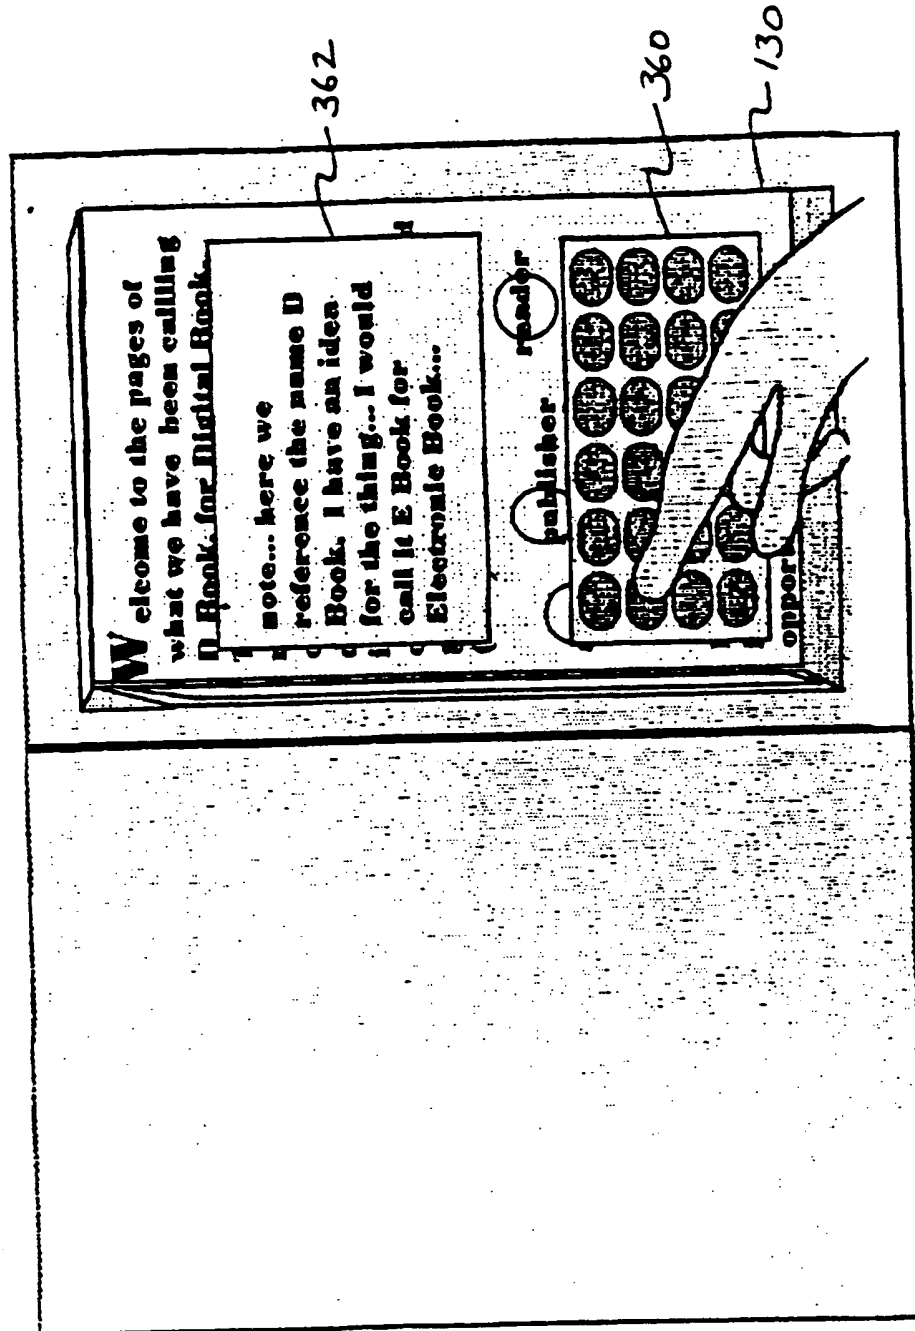 Welcome to the pages of
what we have been callling
D Book, for Digital Book.
note... here we
reference the name D
Book. I have an idea
for the thing... I would
call it E Book for
Electronic Book...
publisher
reader
oppor
362
360
130